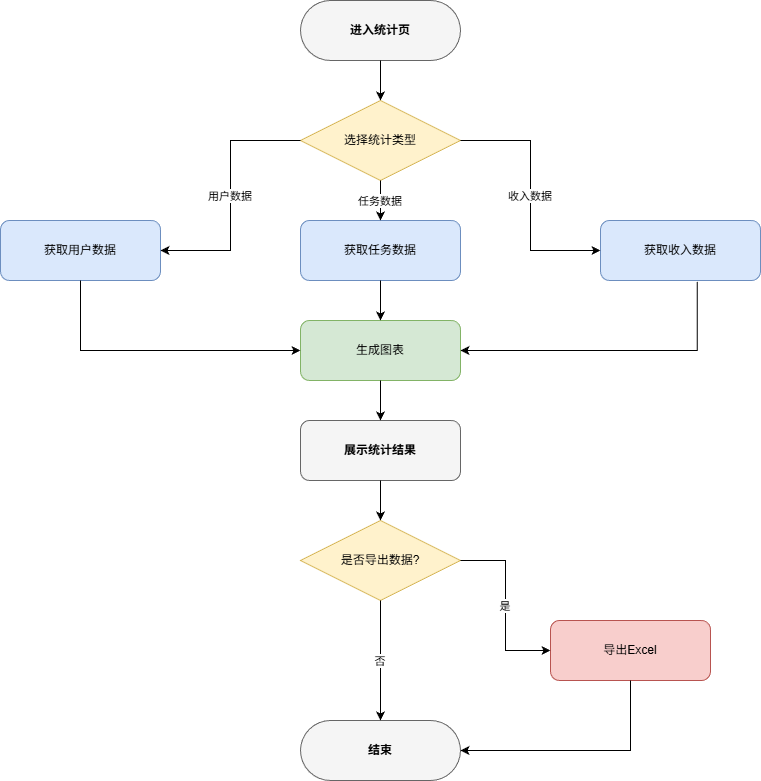 进入统计页
选择统计类型
用户数据
任务数据
收入数据
获取用户数据
获取任务数据
获取收入数据
生成图表
展示统计结果
是否导出数据?
是
导出Excel
否
结束